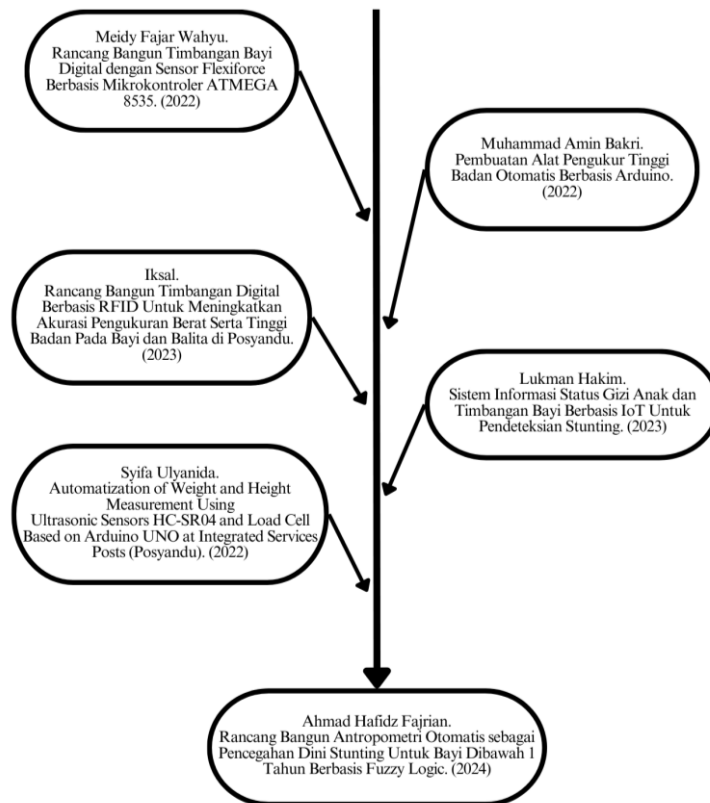 Meidy Fajar Wahyu.
Rancang Bangun Timbangan Bayi
Digital dengan Sensor Flexiforce
Berbasis Mikrokontroler ATMEGA
8535. (2022)
Muhammad Amin Bakri.
Pembuatan Alat Pengukur Tinggi
Badan Otomatis Berbasis Arduino.
(2022)
Iksal.
Rancang Bangun Timbangan Digital
Berbasis RFID Untuk Meningkatkan
Akurasi Pengukuran Berat Serta Tinggi
Badan Pada Bayi dan Balita di Posyandu.
(2023)
Lukman Hakim.
Sistem Informasi Status Gizi Anak dan
Timbangan Bayi Berbasis IoT Untuk
Pendeteksian Stunting. (2023)
Syifa Ulyanida.
Automatization of Weight and Height
Measurement Using
Ultrasonic Sensors HC-SR04 and Load Cell
Based on Arduino UNO at Integrated Services
Posts (Posyandu). (2022)
Ahmad Hafidz Fajrian.
Rancang Bangun Antropometri Otomatis sebagai
Pencegahan Dini Stunting Untuk Bayi Dibawah 1
Tahun Berbasis Fuzzy Logic. (2024)